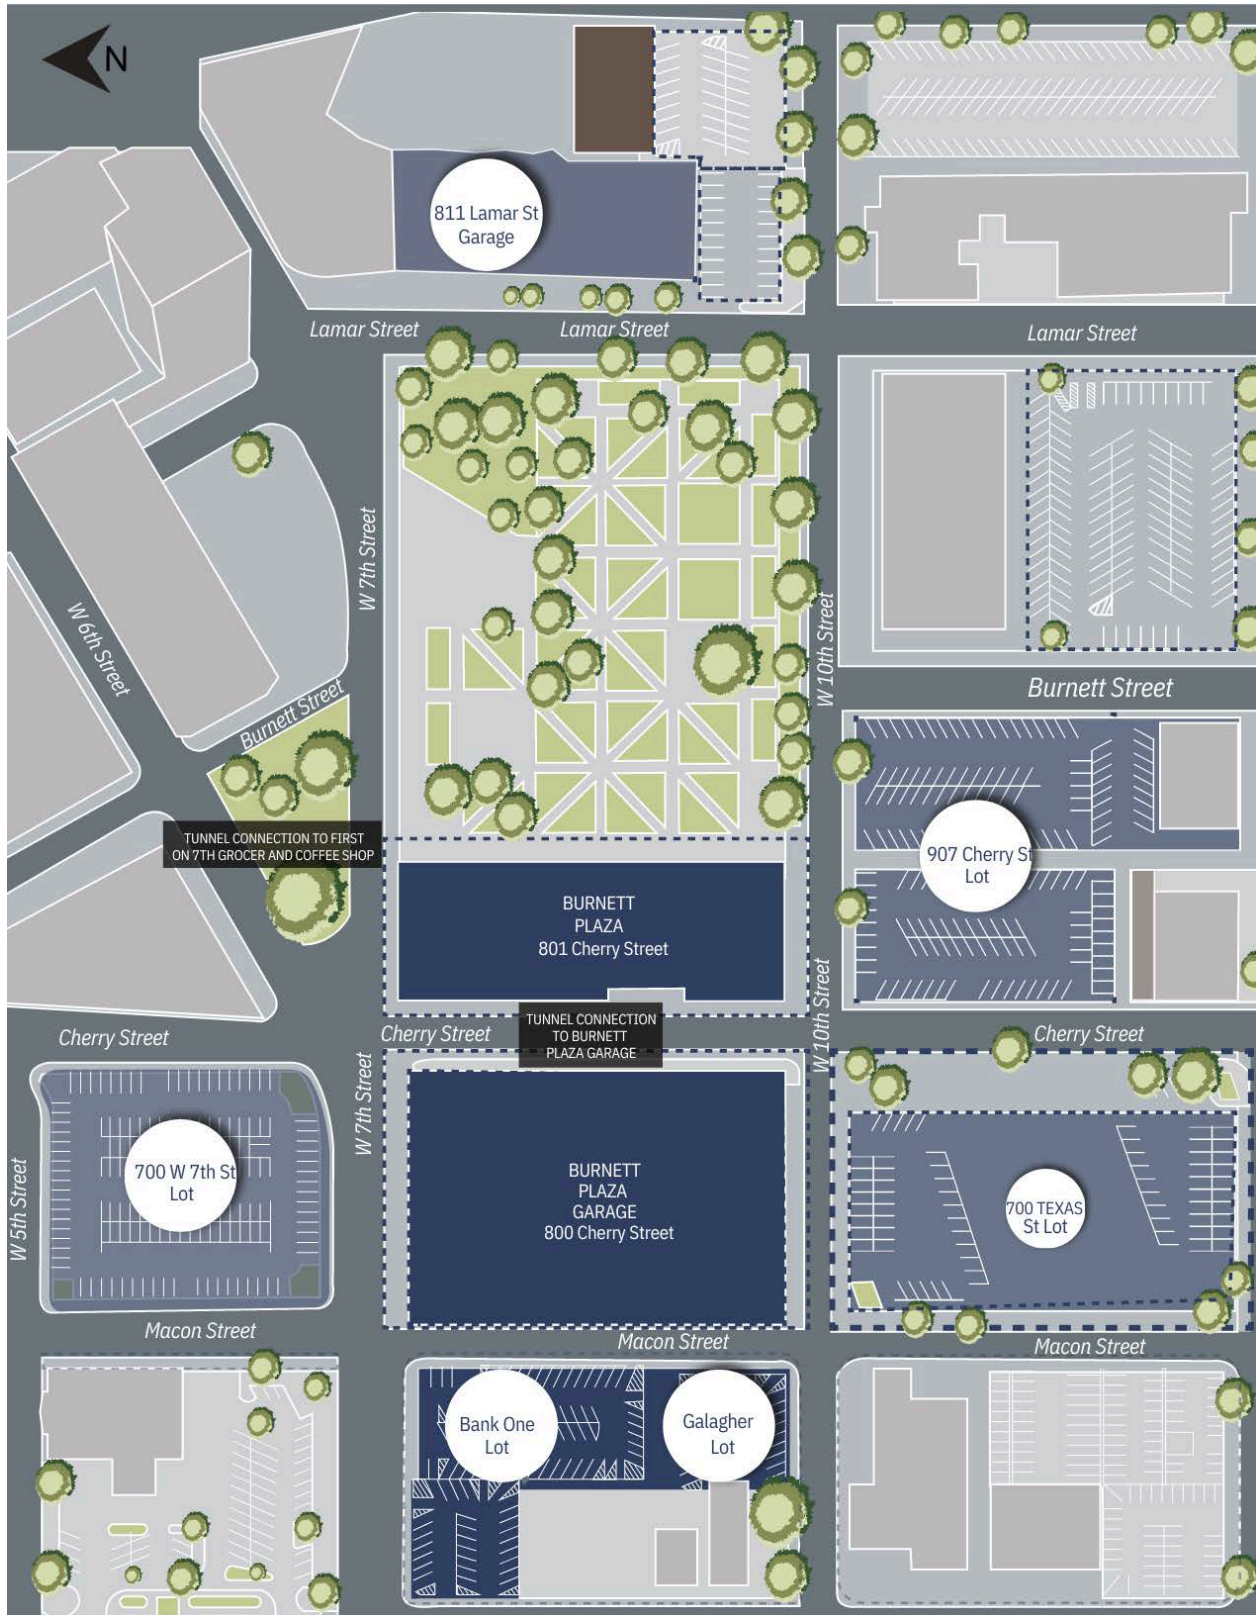 N
811 Lamar St
Garage
Lamar Street
Lamar Street
Lamar Street
W 7th Street
W 6th Street
W 10th Street
Burnett Street
Burnett Street
TUNNEL CONNECTION TO FIRST
ON 7TH GROCER AND COFFEE SHOP
907 Cherry St
Lot
BURNETT
PLAZA
801 Cherry Street
W 10th Street
Cherry Street
Cherry Street
TUNNEL CONNECTION
TO BURNETT
PLAZA GARAGE
Cherry Street
W 7th Street
W 5th Street
700 W 7th St
Lot
BURNETT
PLAZA
GARAGE
800 Cherry Street
700 TEXAS
St Lot
Macon Street
Macon Street
Macon Street
Bank One
Lot
Galagher
Lot